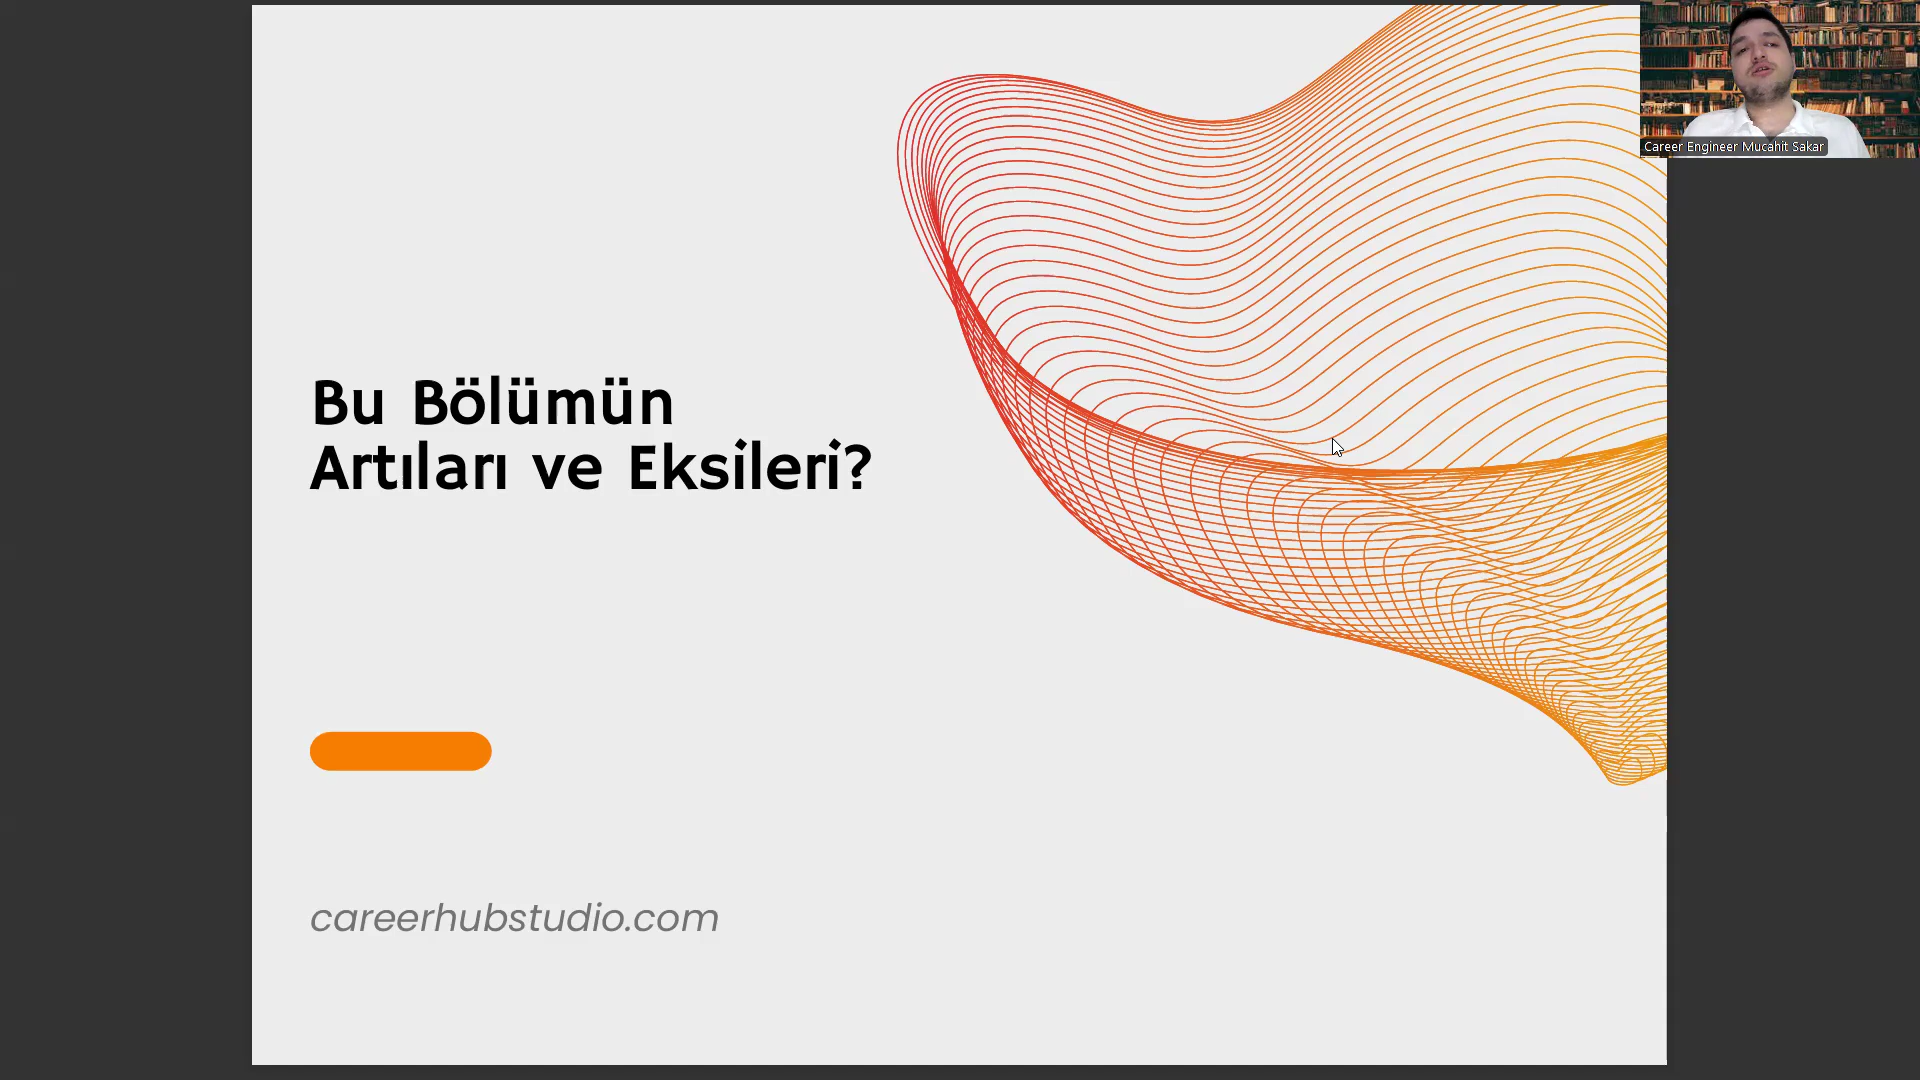 Career Engineer Mucahit Sakar
Bu Bölümün
Artıları ve Eksileri?
careerhubstudio.com